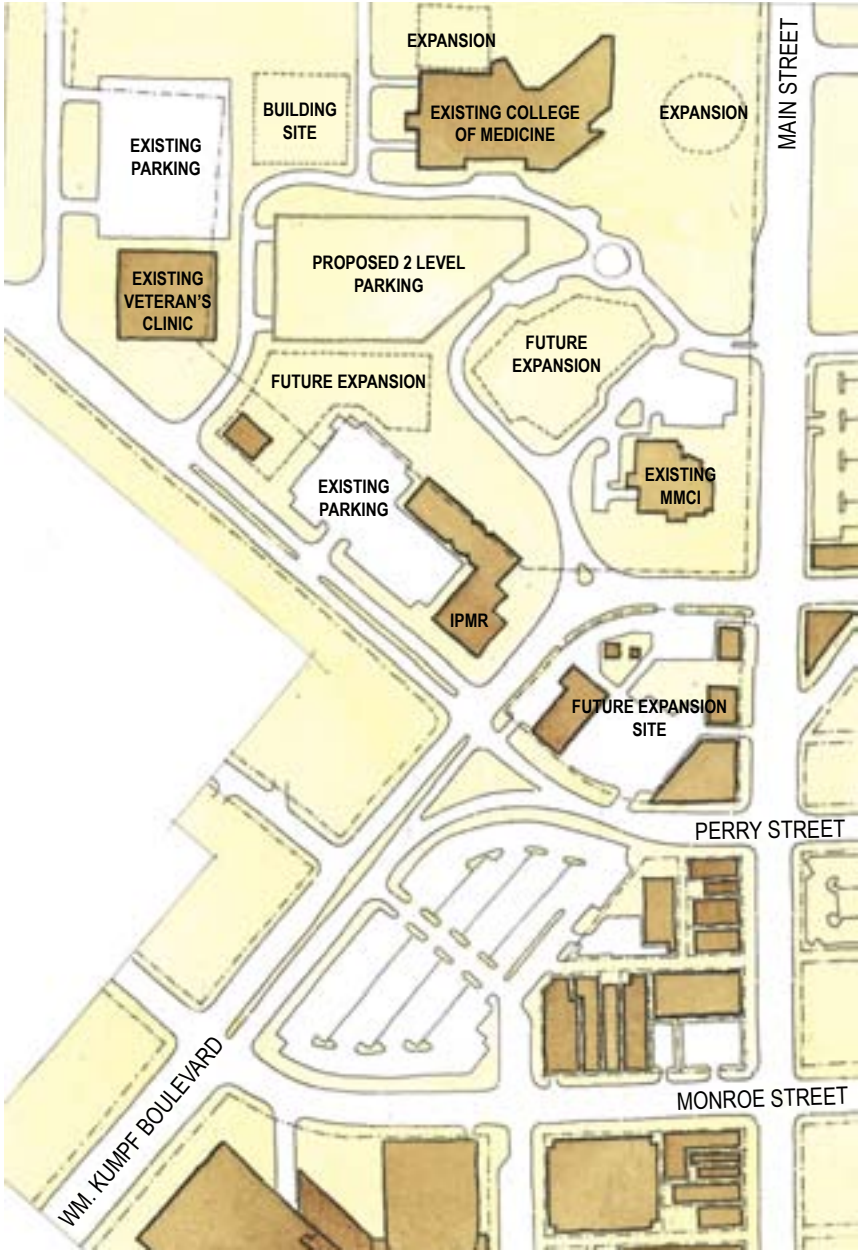 EXPANSION
MAIN STREET
BUILDING
SITE
EXISTING COLLEGE
OF MEDICINE
EXPANSION
EXISTING
PARKING
PROPOSED 2 LEVEL
PARKING
EXISTING
VETERAN'S
CLINIC
FUTURE
EXPANSION
FUTURE EXPANSION
EXISTING
MMCI
EXISTING
PARKING
IPMR
FUTURE EXPANSION
SITE
PERRY STREET
MONROE STREET
WM. KUMPF BOULEVARD